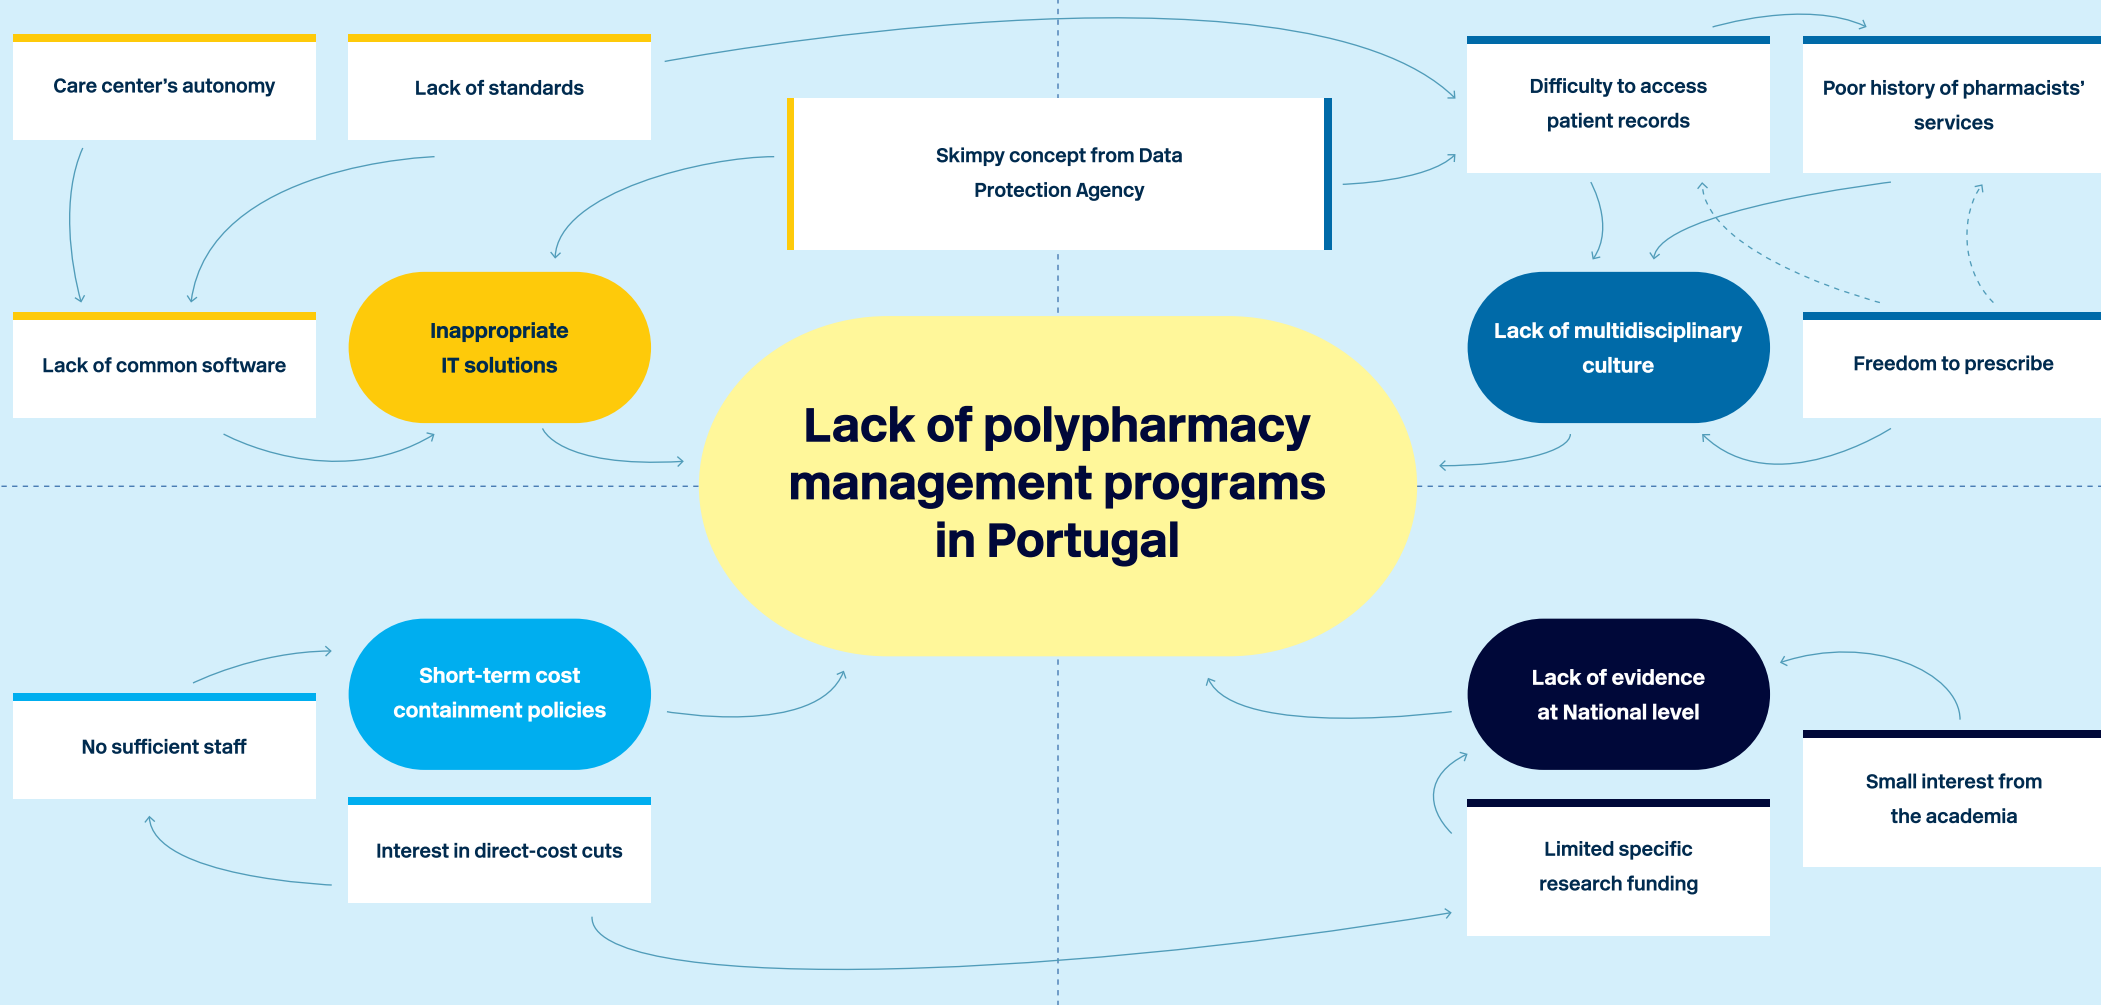 Care center’s autonomy
Lack of standards
Skimpy concept from Data
Protection Agency
Difficulty to access
patient records
Poor history of pharmacists’
services
Lack of common software
Inappropriate
IT solutions
Lack of multidisciplinary
culture
Freedom to prescribe
Lack of polypharmacy
management programs
in Portugal
No sufficient staff
Short-term cost
containment policies
Interest in direct-cost cuts
Lack of evidence
at National level
Limited specific
research funding
Small interest from
the academia